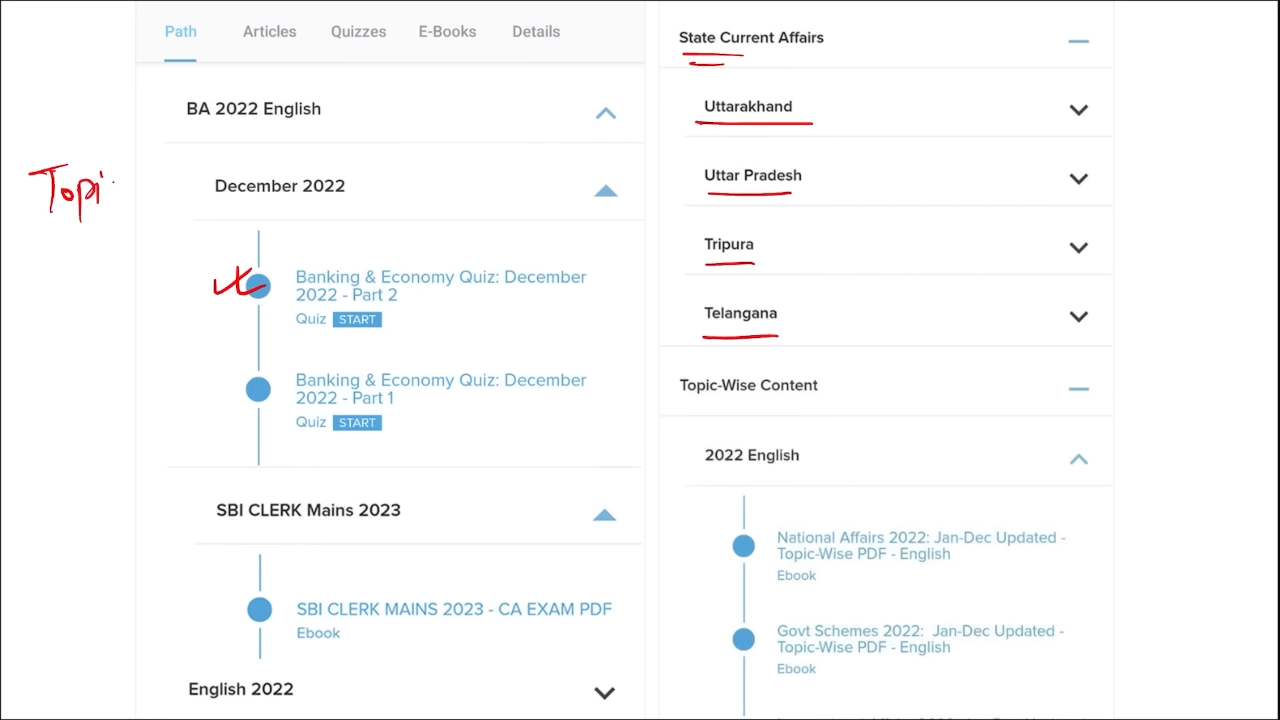 Path Articles Quizzes E-Books Details
BA 2022 English
December 2022
Topi
Banking & Economy Quiz: December
2022 - Part 2
Quiz START
Banking & Economy Quiz: December
2022 - Part 1
Quiz START
SBI CLERK Mains 2023
SBI CLERK MAINS 2023 - CA EXAM PDF
Ebook
English 2022
State Current Affairs
Uttarakhand
Uttar Pradesh
Tripura
Telangana
Topic-Wise Content
2022 English
National Affairs 2022: Jan-Dec Updated -
Topic-Wise PDF - English
Ebook
Govt Schemes 2022: Jan-Dec Updated -
Topic-Wise PDF - English
Ebook